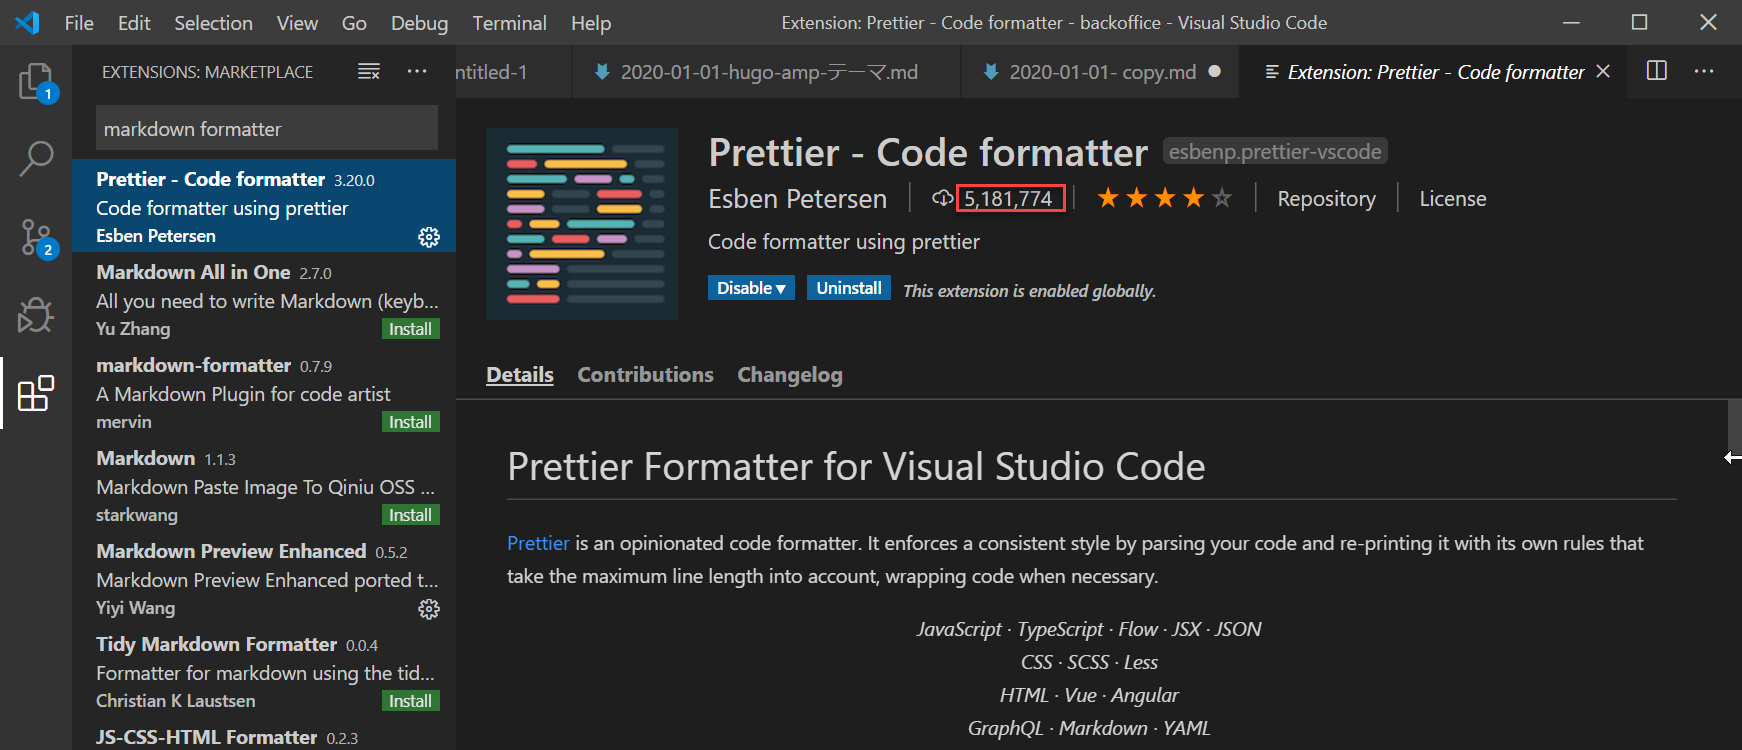 File Edit Selection View Go Debug Terminal Help Extension: Prettier - Code formatter - backoffice - Visual Studio Code
EXTENSIONS: MARKETPLACE
ntitled-1
2020-01-01-hugo-amp-テーマ.md
2020-01-01- copy.md
Extension: Prettier - Code formatter
1
2
markdown formatter
Prettier - Code formatter 3.20.0
Code formatter using prettier
Esben Petersen
Markdown All in One 2.7.0
All you need to write Markdown (keyb...
Yu Zhang Install
markdown-formatter 0.7.9
A Markdown Plugin for code artist
mervin Install
Markdown 1.1.3
Markdown Paste Image To Qiniu OSS ...
starkwang Install
Markdown Preview Enhanced 0.5.2
Markdown Preview Enhanced ported t...
Yiyi Wang
Tidy Markdown Formatter 0.0.4
Formatter for markdown using the tid...
Christian K Laustsen Install
JS-CSS-HTML Formatter 0.2.3
Prettier - Code formatter esbenp.prettier-vscode
Esben Petersen 5,181,774 Repository License
Code formatter using prettier
Disable Uninstall This extension is enabled globally.
Details Contributions Changelog
Prettier Formatter for Visual Studio Code
Prettier is an opinionated code formatter. It enforces a consistent style by parsing your code and re-printing it with its own rules that
take the maximum line length into account, wrapping code when necessary.
JavaScript · TypeScript · Flow · JSX · JSON
CSS · SCSS · Less
HTML · Vue · Angular
GraphQL · Markdown · YAML